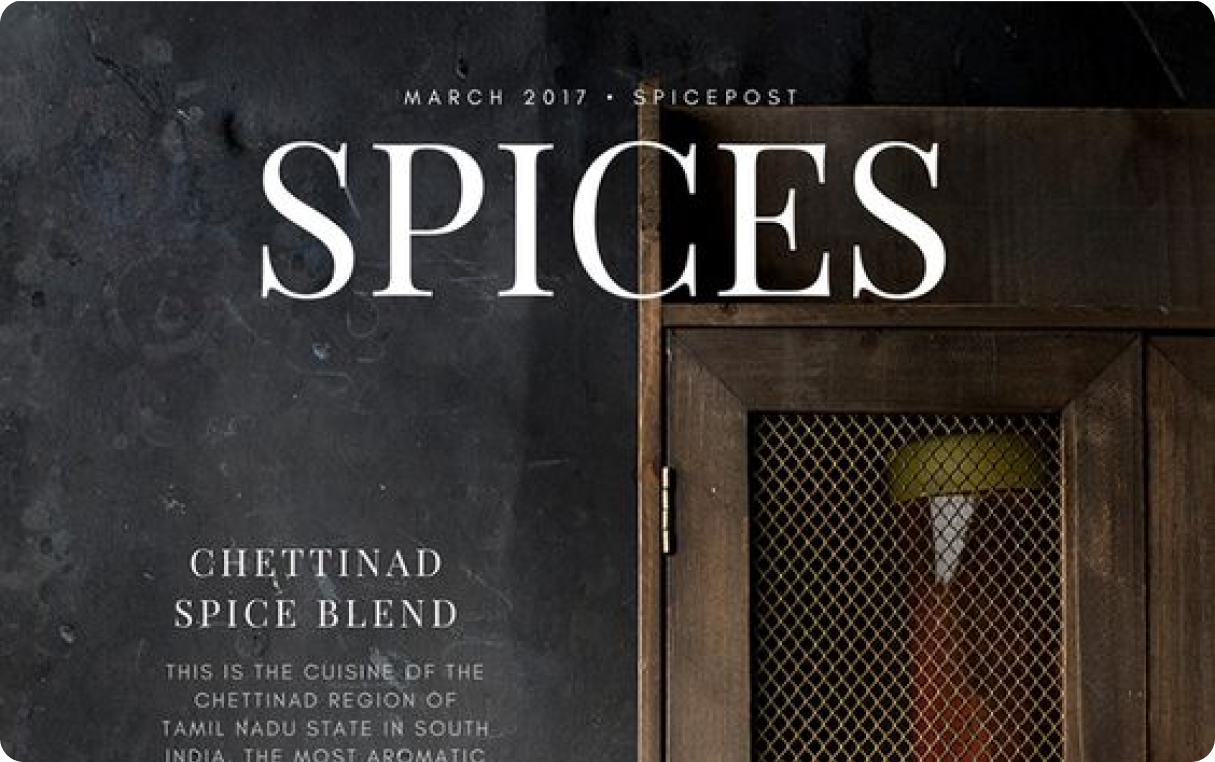 MARCH 2017 • SPICEPOST
SPICES
CHETTINAD
SPICE BLEND
THIS IS THE CUISINE OF THE
CHETTINAD REGION OF
TAMIL NADU STATE IN SOUTH
INDIA. THE MOST AROMATIC